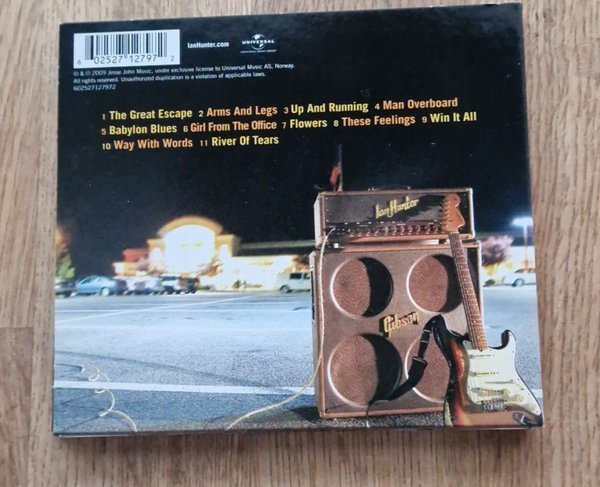 IanHunter.com
UNIVERSAL
6 02527 12797 2
℗ & © 2009 Jesse John Music, under exclusive license to Universal Music AS, Norway.
All rights reserved. Unauthorized duplication is a violation of applicable laws.
602527127972
1 The Great Escape 2 Arms And Legs 3 Up And Running 4 Man Overboard
5 Babylon Blues 6 Girl From The Office 7 Flowers 8 These Feelings 9 Win It All
10 Way With Words 11 River Of Tears
Ian Hunter
Gibson